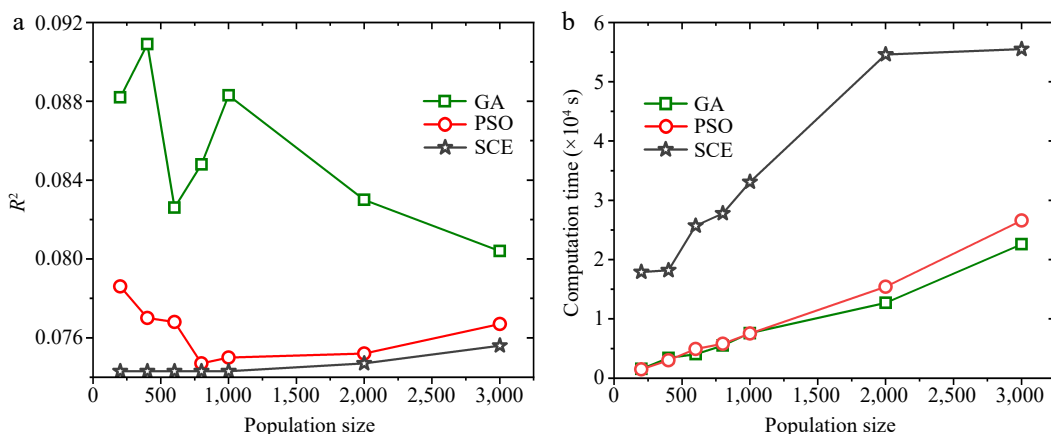 a
0.092
0.088
0.084
0.080
0.076
R²
GA
PSO
SCE
0 500 1,000 1,500 2,000 2,500 3,000
Population size
b
6
5
4
3
2
1
0
Computation time (×10⁴ s)
GA
PSO
SCE
0 500 1,000 1,500 2,000 2,500 3,000
Population size